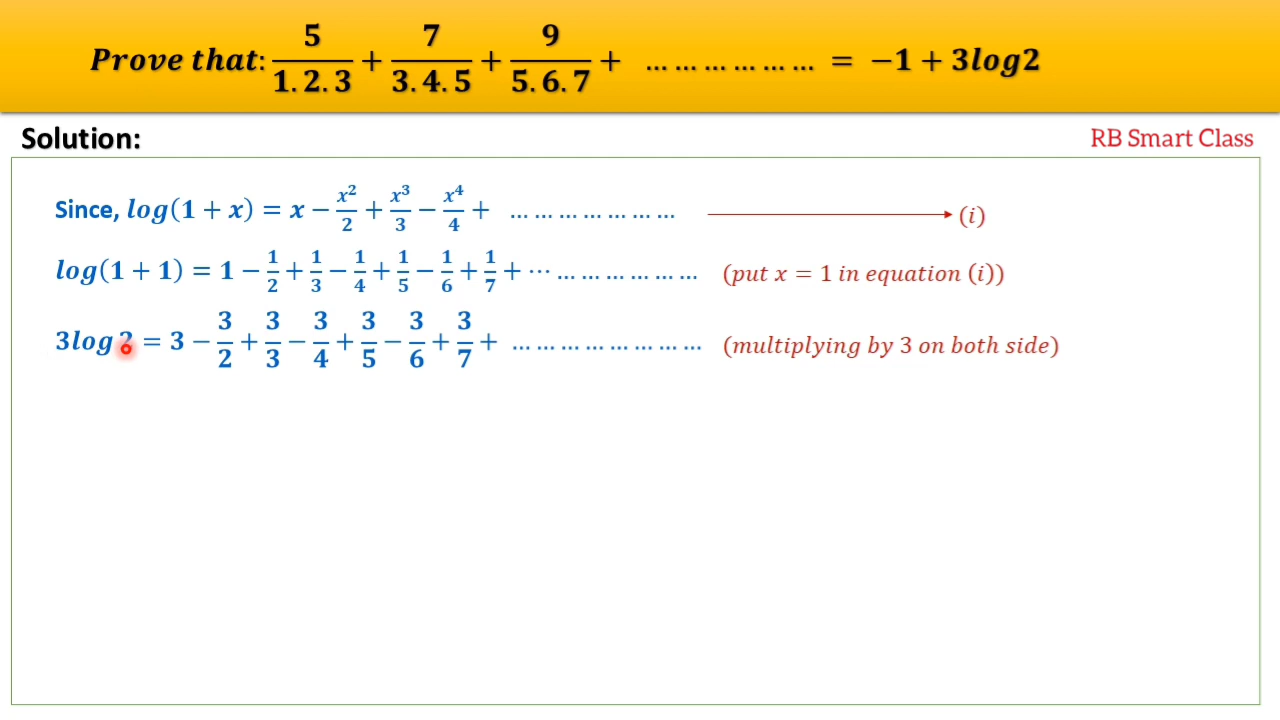 Prove that: 5/1.2.3 + 7/3.4.5 + 9/5.6.7 + … … … … … … = −1 + 3log2
Solution:
RB Smart Class
Since, log(1 + x) = x − x²/2 + x³/3 − x⁴/4 + … … … … … … … (i)
log(1 + 1) = 1 − 1/2 + 1/3 − 1/4 + 1/5 − 1/6 + 1/7 + ⋯ … … … … … … (put x = 1 in equation (i))
3log 2 = 3 − 3/2 + 3/3 − 3/4 + 3/5 − 3/6 + 3/7 + … … … … … … … … (multiplying by 3 on both side)